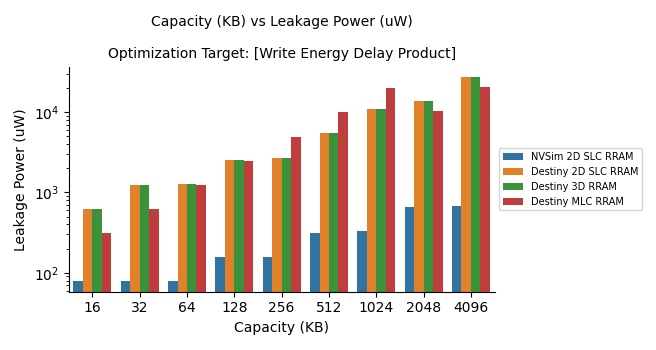 Capacity (KB) vs Leakage Power (uW)
Optimization Target: [Write Energy Delay Product]
Leakage Power (uW)
10^4
10^3
10^2
16 32 64 128 256 512 1024 2048 4096
Capacity (KB)
NVSim 2D SLC RRAM
Destiny 2D SLC RRAM
Destiny 3D RRAM
Destiny MLC RRAM